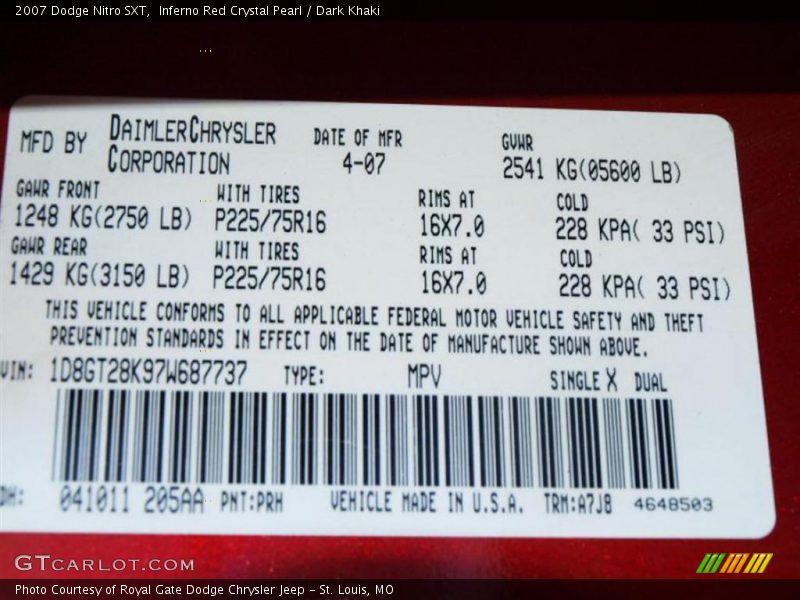 2007 Dodge Nitro SXT,  Inferno Red Crystal Pearl / Dark Khaki
MFD BY DAIMLERCHRYSLER CORPORATION DATE OF MFR 4-07 GVWR 2541 KG(05600 LB)
GAWR FRONT WITH TIRES RIMS AT COLD
1248 KG(2750 LB) P225/75R16 16X7.0 228 KPA( 33 PSI)
GAWR REAR WITH TIRES RIMS AT COLD
1429 KG(3150 LB) P225/75R16 16X7.0 228 KPA( 33 PSI)
THIS VEHICLE CONFORMS TO ALL APPLICABLE FEDERAL MOTOR VEHICLE SAFETY AND THEFT
PREVENTION STANDARDS IN EFFECT ON THE DATE OF MANUFACTURE SHOWN ABOVE.
VIN: 1D8GT28K97W687737 TYPE: MPV SINGLE X DUAL
DH: 041011 205AA PNT:PRH VEHICLE MADE IN U.S.A. TRM:A7J8 4648503
GTCARLOT.COM
Photo Courtesy of Royal Gate Dodge Chrysler Jeep - St. Louis, MO